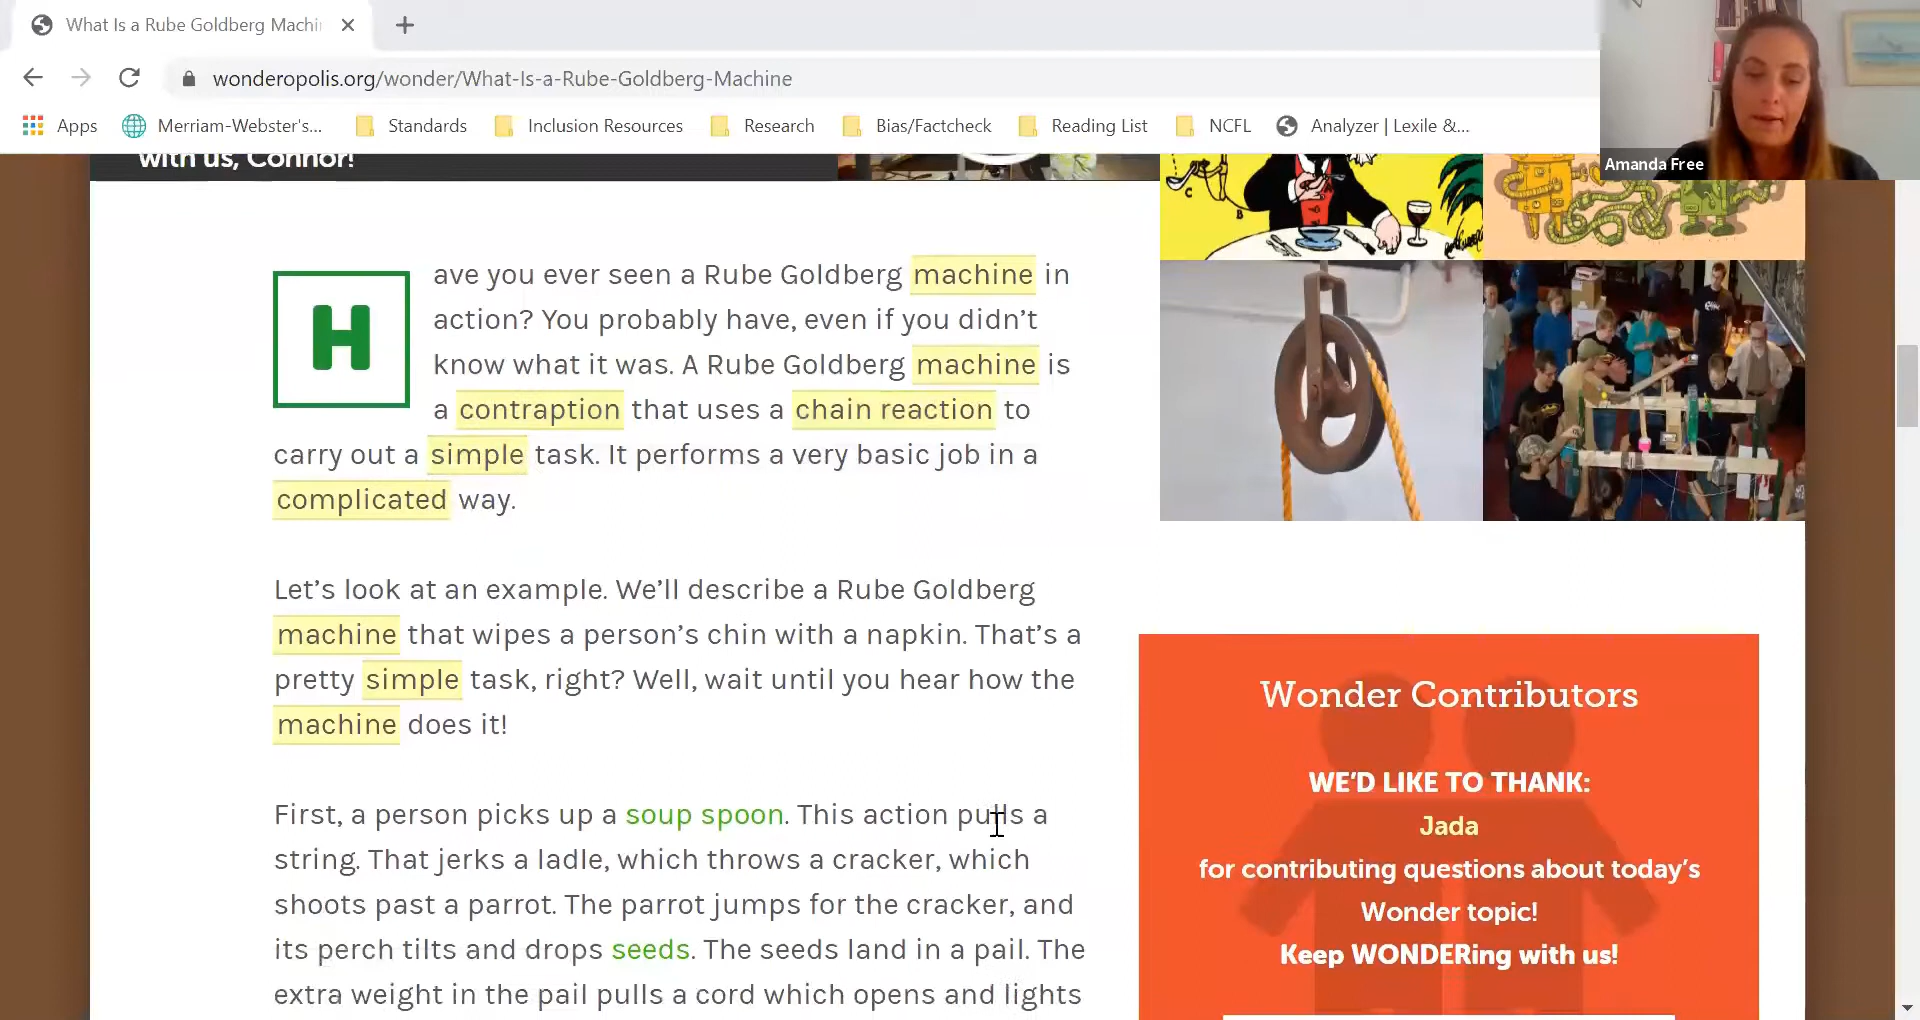 What Is a Rube Goldberg Machi
wonderopolis.org/wonder/What-Is-a-Rube-Goldberg-Machine
Apps
Merriam-Webster's...
Standards
Inclusion Resources
Research
Bias/Factcheck
Reading List
NCFL
Analyzer | Lexile &...
Amanda Free
with us, Connor!
C
B
H
ave you ever seen a Rube Goldberg machine in
action? You probably have, even if you didn't
know what it was. A Rube Goldberg machine is
a contraption that uses a chain reaction to
carry out a simple task. It performs a very basic job in a
complicated way.
Let's look at an example. We'll describe a Rube Goldberg
machine that wipes a person's chin with a napkin. That's a
pretty simple task, right? Well, wait until you hear how the
machine does it!
First, a person picks up a soup spoon. This action pulls a
string. That jerks a ladle, which throws a cracker, which
shoots past a parrot. The parrot jumps for the cracker, and
its perch tilts and drops seeds. The seeds land in a pail. The
extra weight in the pail pulls a cord which opens and lights
Wonder Contributors
WE'D LIKE TO THANK:
Jada
for contributing questions about today's
Wonder topic!
Keep WONDERing with us!